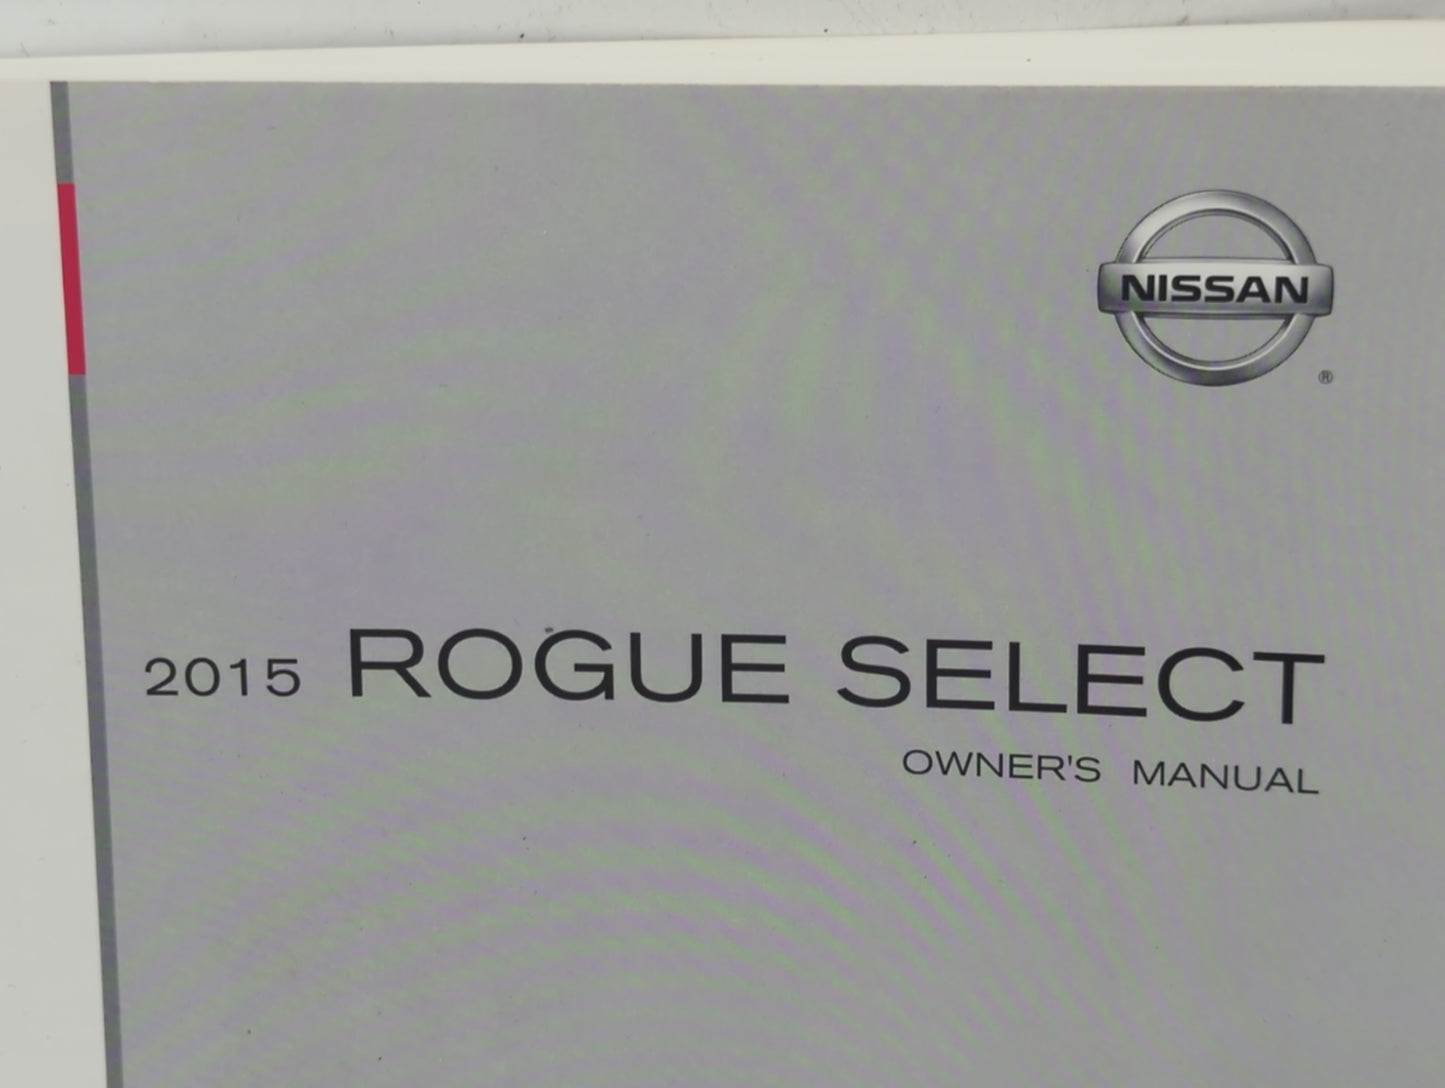 NISSAN
®
2015 ROGUE SELECT
OWNER'S MANUAL